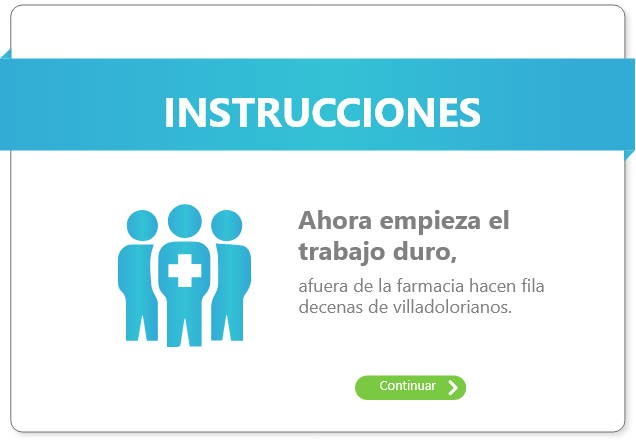 INSTRUCCIONES
Ahora empieza el
trabajo duro,
afuera de la farmacia hacen fila
decenas de villadolorianos.
Continuar